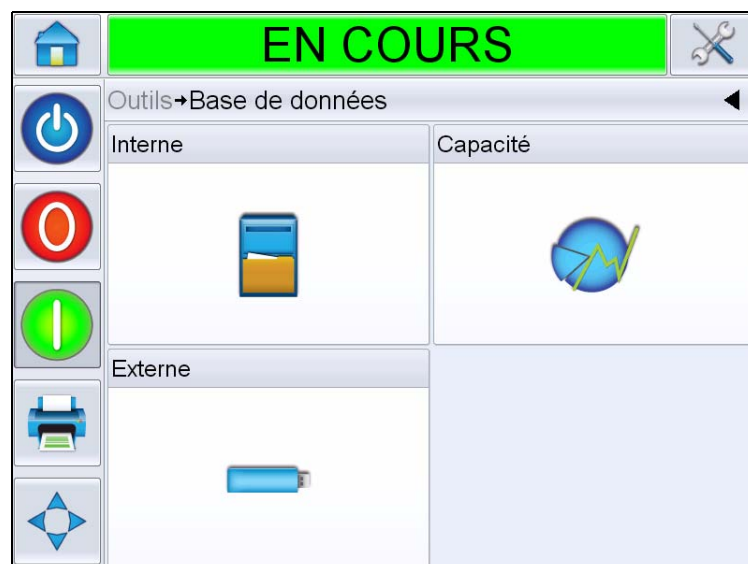 EN COURS
Outils→Base de données
Interne
Capacité
Externe